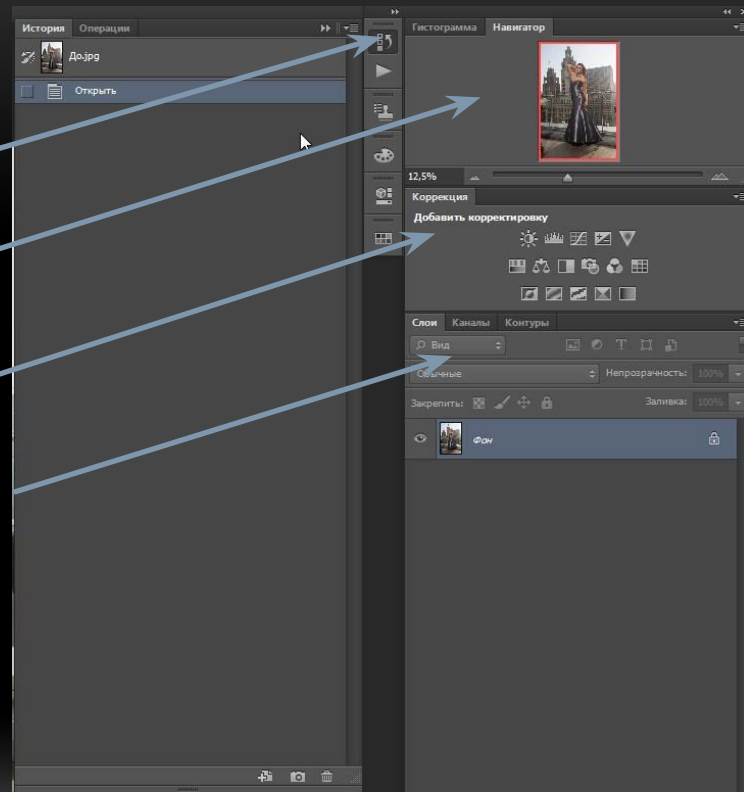 История Операции
До.jpg
Открыть
Гистограмма Навигатор
12,5%
Коррекция
Добавить корректировку
Слои Каналы Контуры
Вид
Обычные Непрозрачность: 100%
Закрепить: Заливка: 100%
Фон